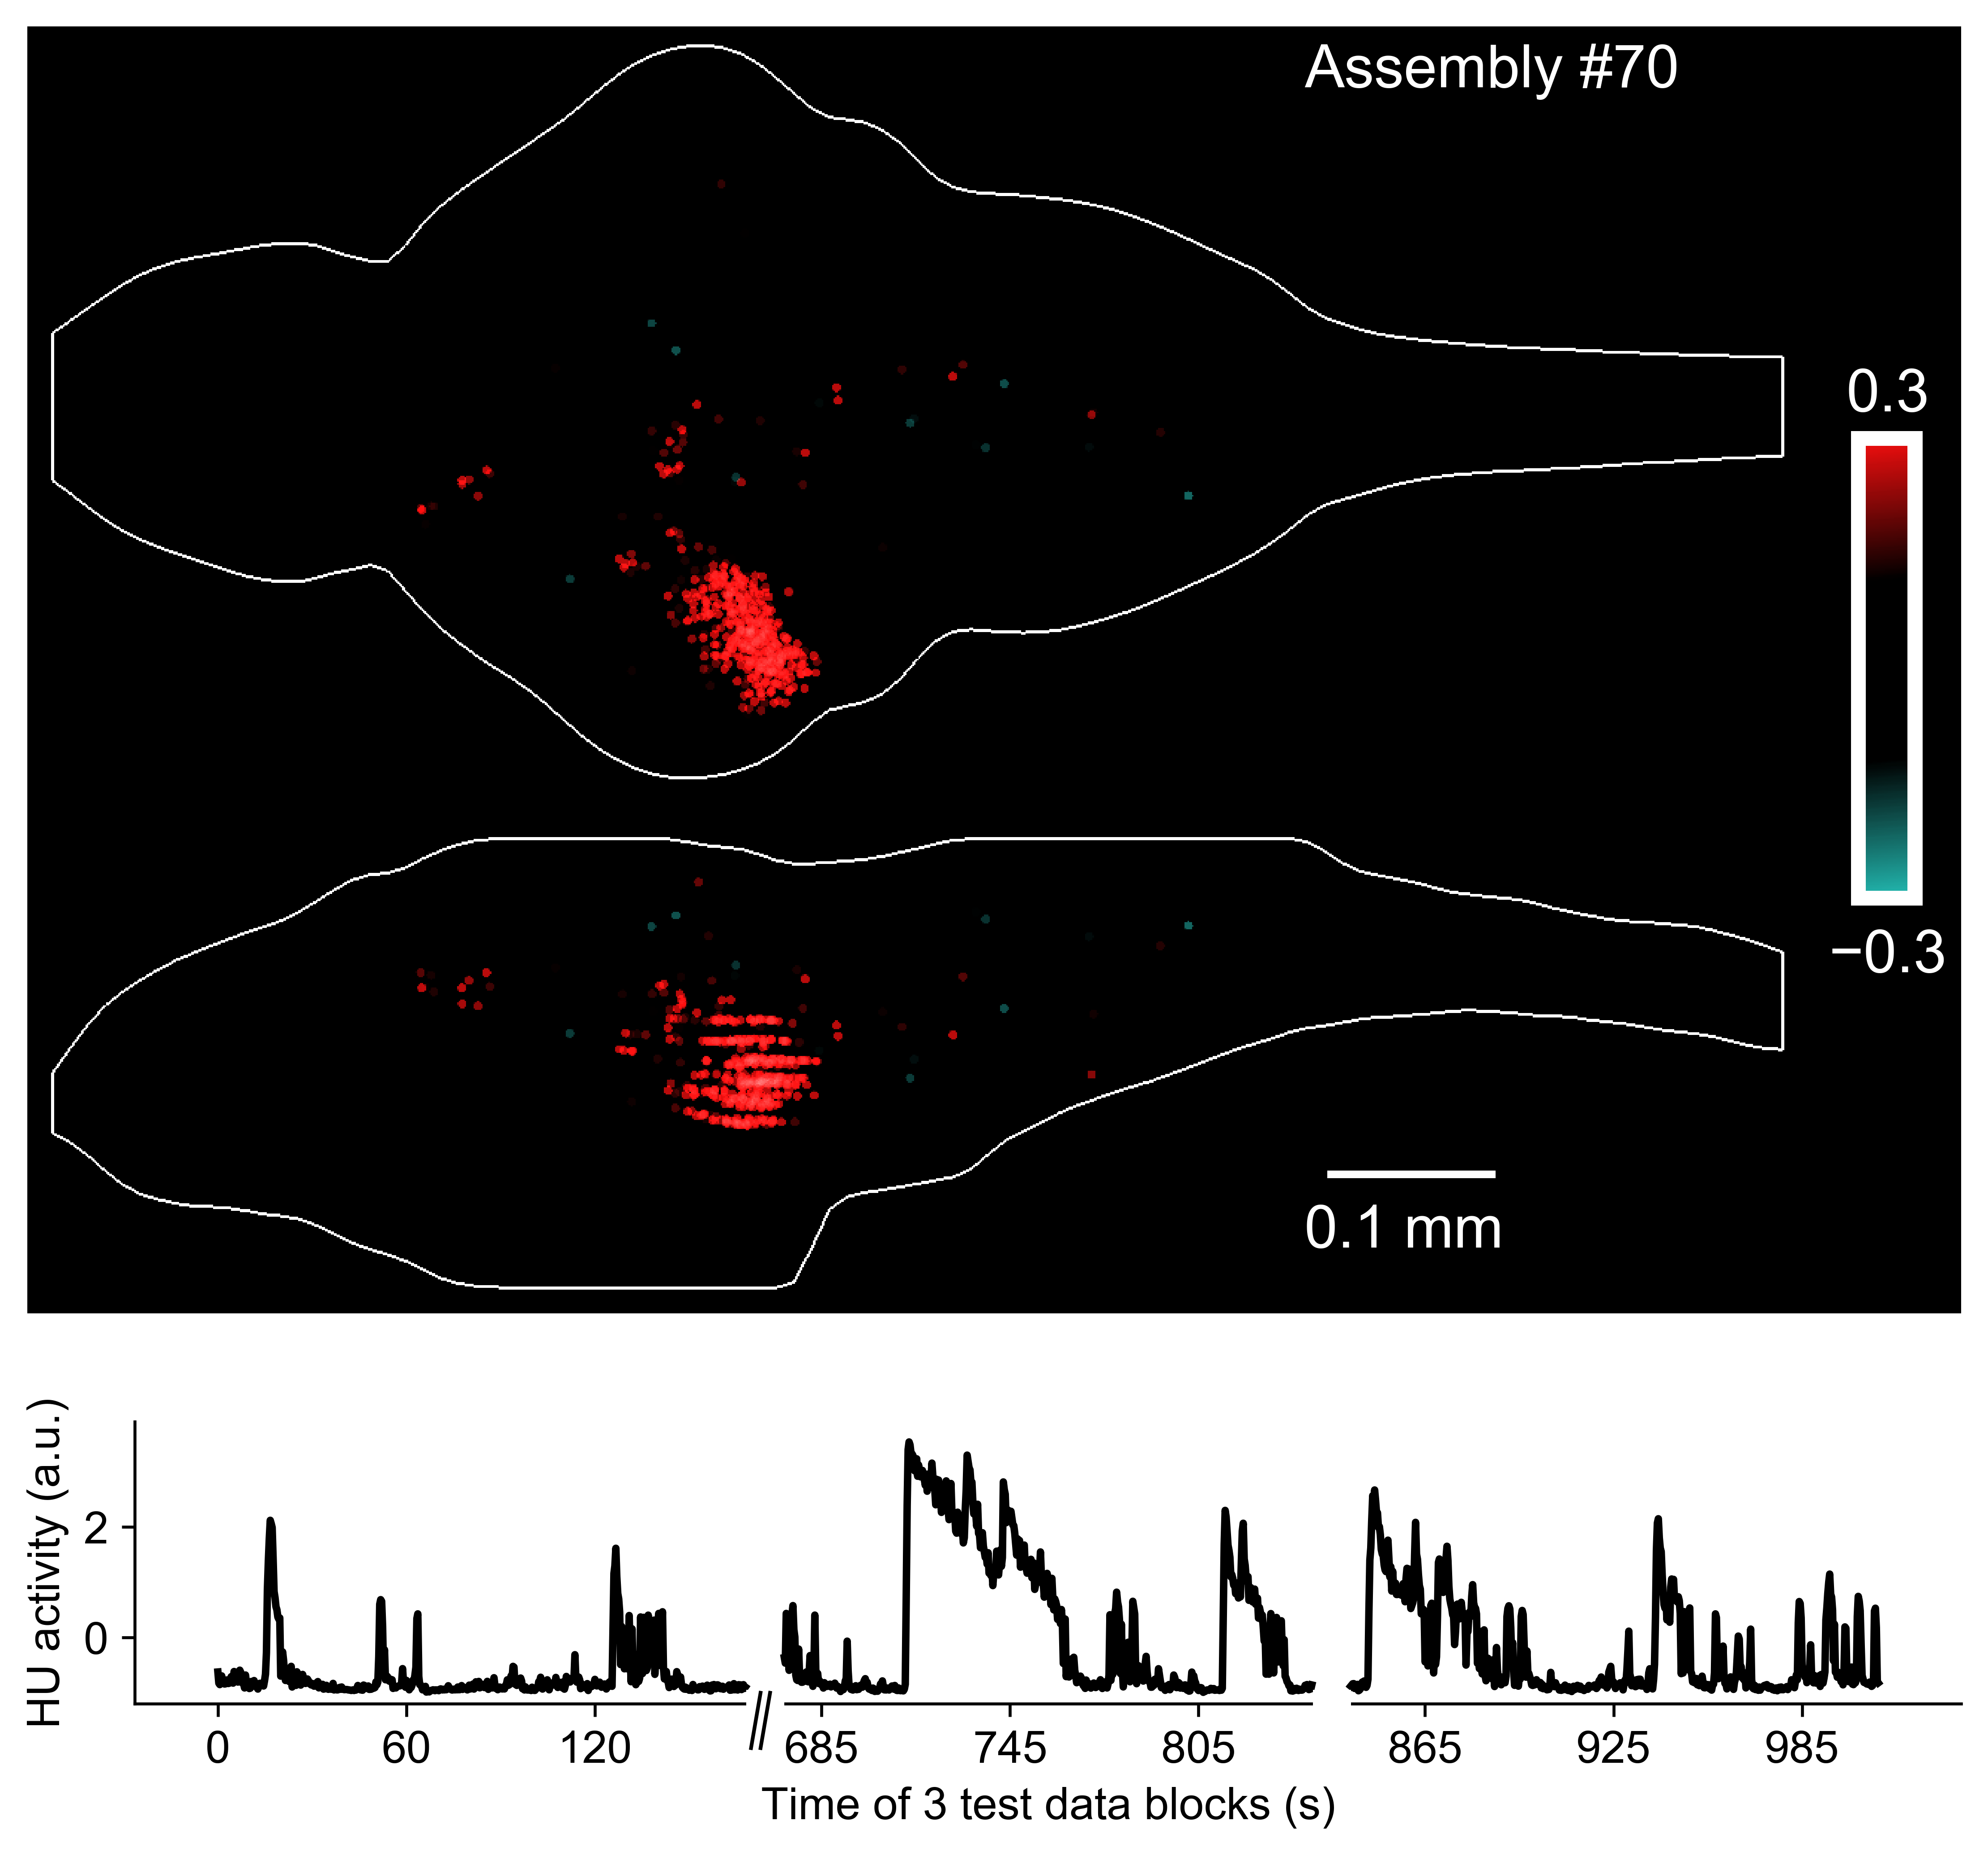 Assembly #70
0.3
−0.3
0.1 mm
HU activity (a.u.)
2
0
0 60 120 685 745 805 865 925 985
Time of 3 test data blocks (s)